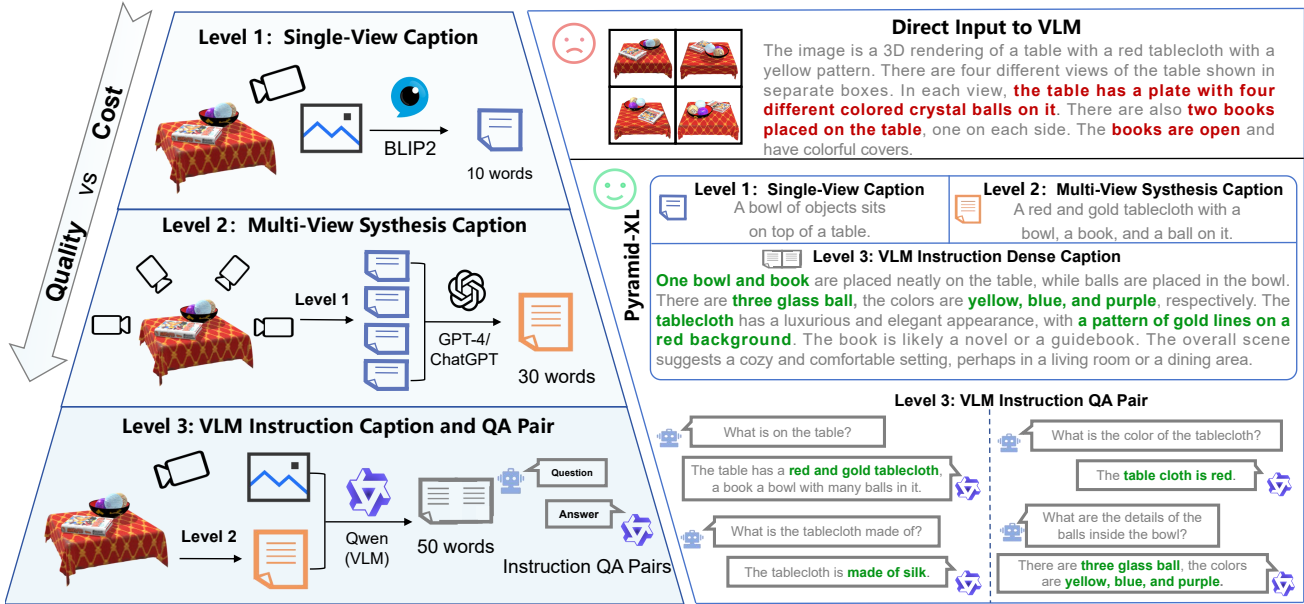 Quality vs Cost
Level 1: Single-View Caption
BLIP2
10 words
Level 2: Multi-View Systhesis Caption
Level 1
GPT-4/
ChatGPT
30 words
Level 3: VLM Instruction Caption and QA Pair
Level 2
Qwen
(VLM)
50 words
Question
Answer
Instruction QA Pairs
Direct Input to VLM
The image is a 3D rendering of a table with a red tablecloth with a
yellow pattern. There are four different views of the table shown in
separate boxes. In each view, the table has a plate with four
different colored crystal balls on it. There are also two books
placed on the table, one on each side. The books are open and
have colorful covers.
Pyramid-XL
Level 1: Single-View Caption
A bowl of objects sits
on top of a table.
Level 2: Multi-View Systhesis Caption
A red and gold tablecloth with a
bowl, a book, and a ball on it.
Level 3: VLM Instruction Dense Caption
One bowl and book are placed neatly on the table, while balls are placed in the bowl.
There are three glass ball, the colors are yellow, blue, and purple, respectively. The
tablecloth has a luxurious and elegant appearance, with a pattern of gold lines on a
red background. The book is likely a novel or a guidebook. The overall scene
suggests a cozy and comfortable setting, perhaps in a living room or a dining area.
Level 3: VLM Instruction QA Pair
What is on the table?
The table has a red and gold tablecloth,
a book a bowl with many balls in it.
What is the tablecloth made of?
The tablecloth is made of silk.
What is the color of the tablecloth?
The table cloth is red.
What are the details of the
balls inside the bowl?
There are three glass ball, the colors
are yellow, blue, and purple.